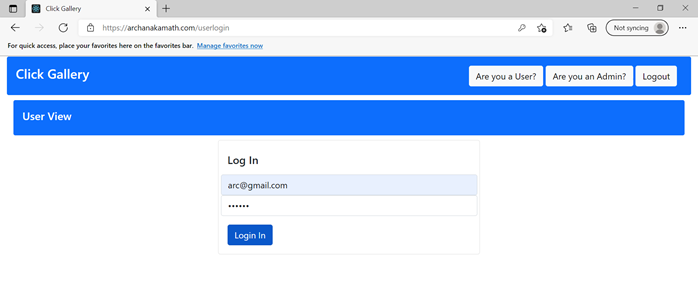 Click Gallery
https://archanakamath.com/userlogin
Not syncing
For quick access, place your favorites here on the favorites bar. Manage favorites now
Click Gallery
Are you a User? Are you an Admin? Logout
User View
Log In
arc@gmail.com
••••••
Login In